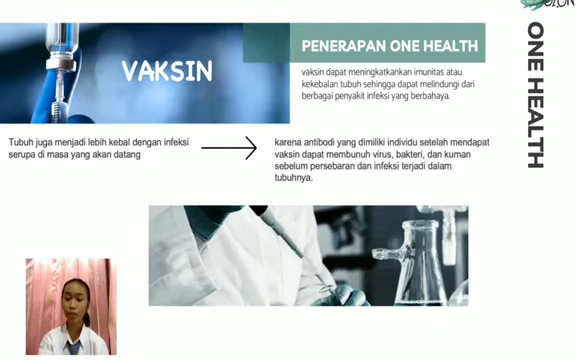 PENERAPAN ONE HEALTH
VAKSIN
vaksin dapat meningkatkankan imunitas atau
kekebalan tubuh sehingga dapat melindungi dari
berbagai penyakit infeksi yang berbahaya.
Tubuh juga menjadi lebih kebal dengan infeksi
serupa di masa yang akan datang
karena antibodi yang dimiliki individu setelah mendapat
vaksin dapat membunuh virus, bakteri, dan kuman
sebelum persebaran dan infeksi terjadi dalam
tubuhnya.
ONE HEALTH